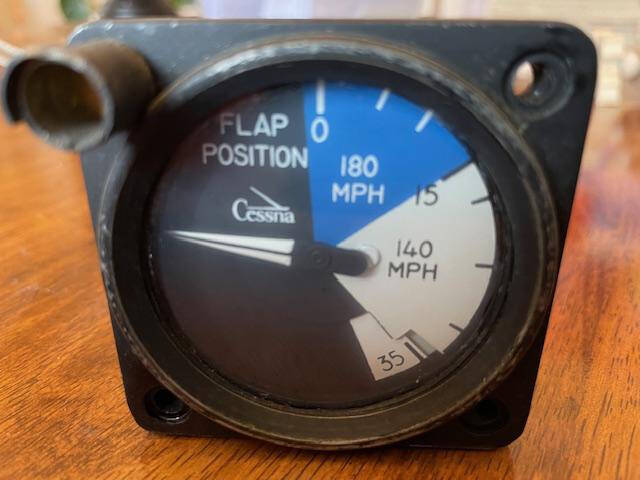 FLAP
POSITION
0
180
MPH
15
Cessna
140
MPH
35